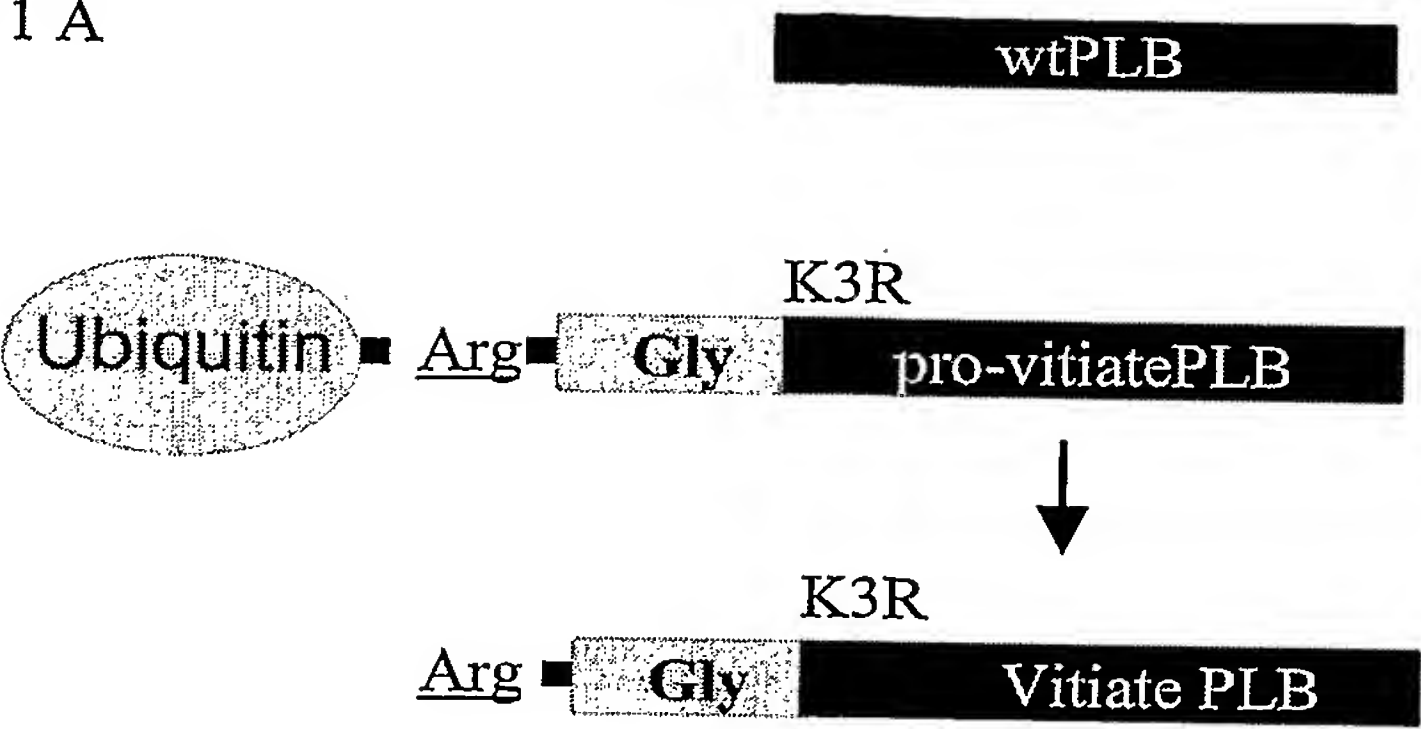 1 A
wtPLB
K3R
Ubiquitin Arg Gly pro-vitiatePLB
K3R
Arg Gly Vitiate PLB